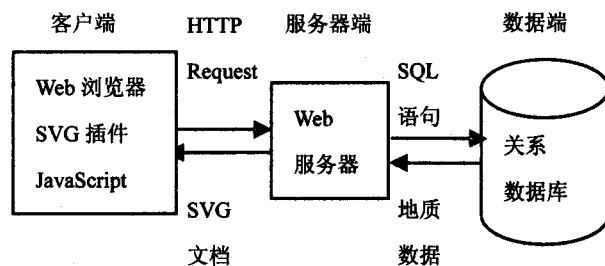 客户端
HTTP
服务器端
数据端
Request
SQL
Web 浏览器
SVG 插件
JavaScript
Web
服务器
语句
关系
数据库
SVG
文档
地质
数据